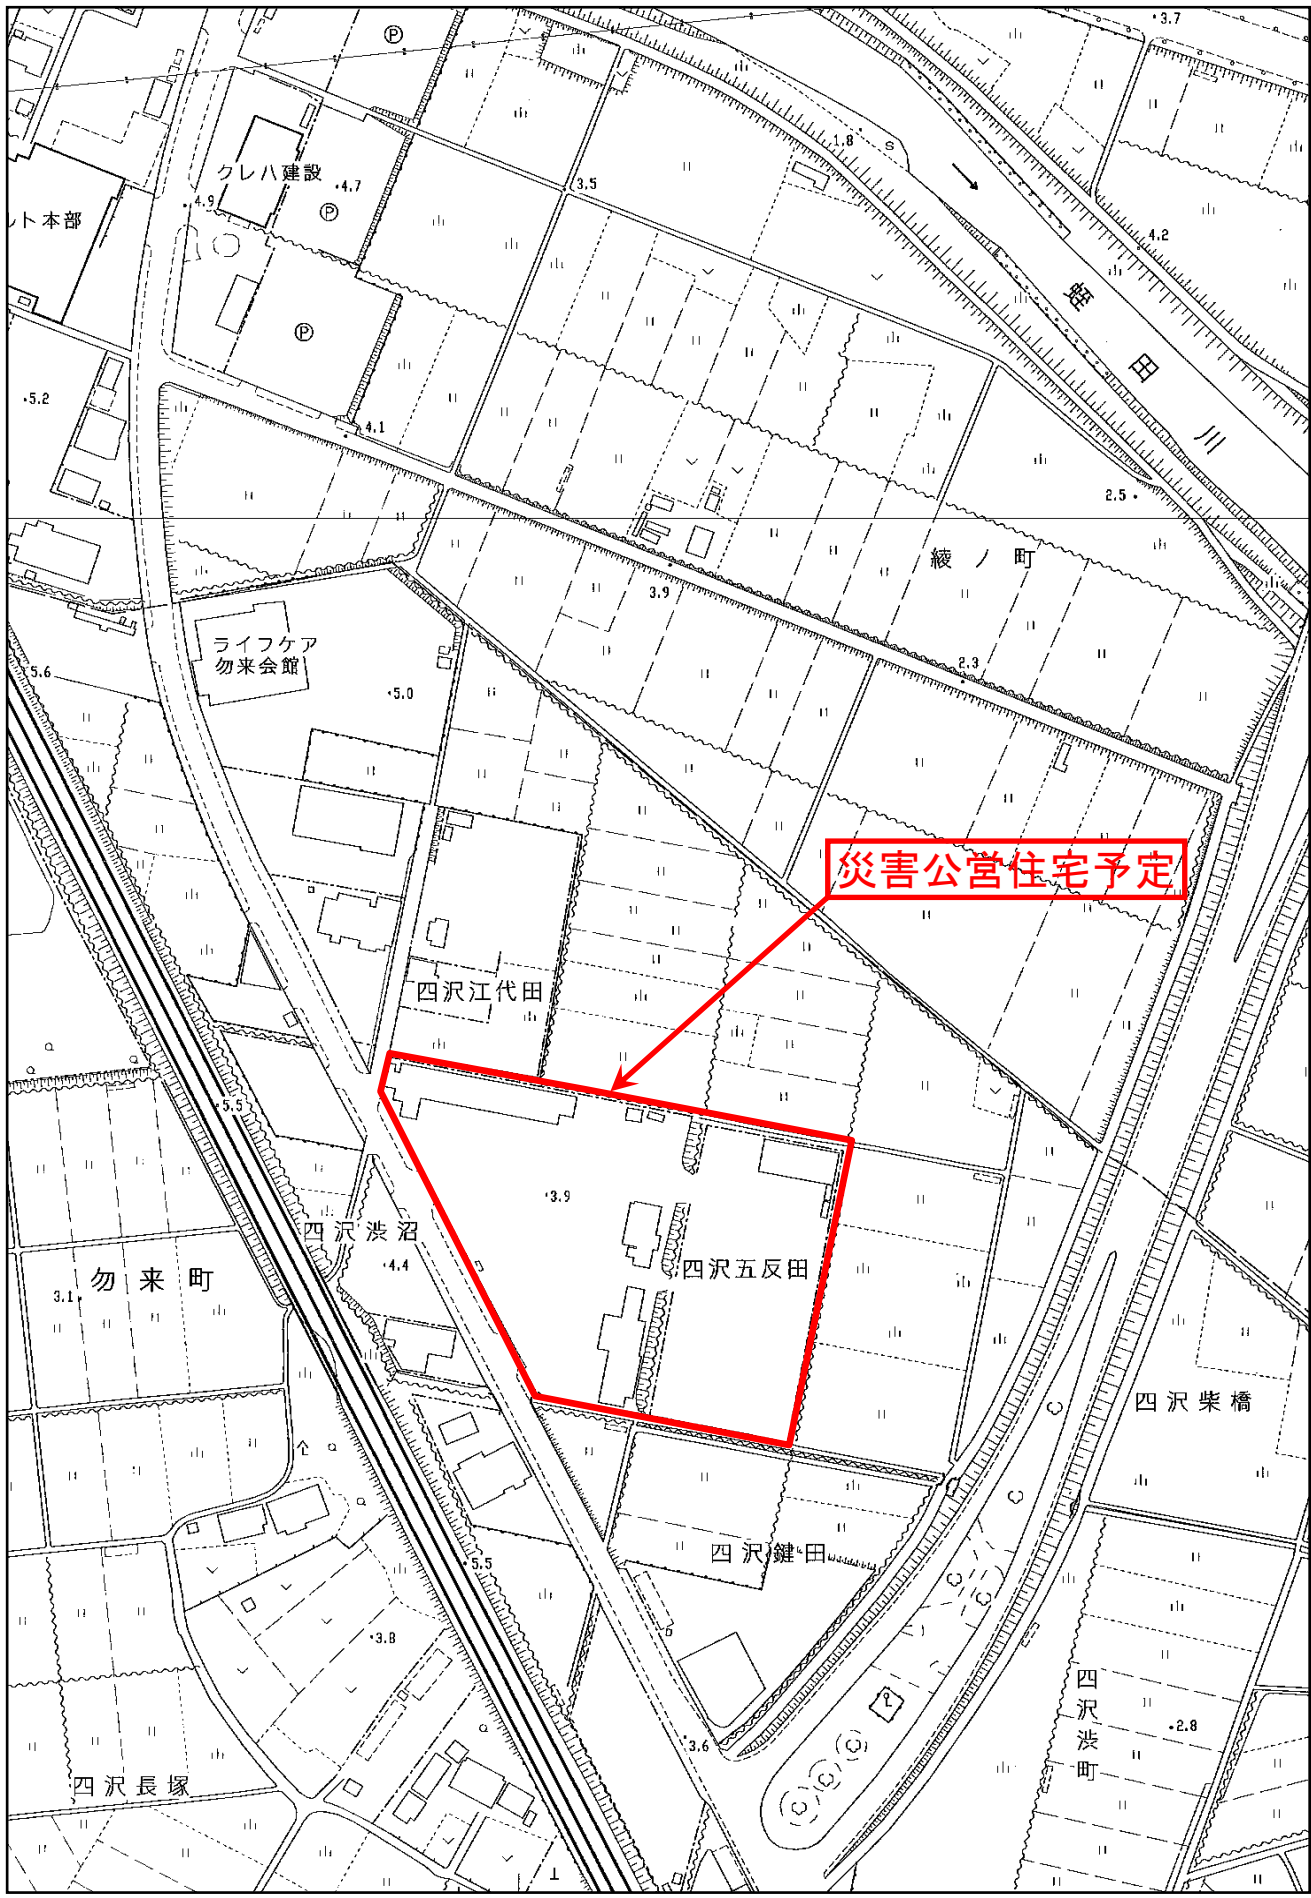 3.7
Ⓟ
1.8
クレハ建設
4.7
3.5
Ⓟ
4.9
ルト本部
4.2
蛭田川
Ⓟ
5.2
4.1
2.5
綾ノ町
3.9
ライフケア
勿来会館
2.3
5.6
5.0
災害公営住宅予定
四沢江代田
5.5
3.9
四沢渋沼
4.4
四沢五反田
勿来町
3.1
四沢柴橋
四沢鍵田
5.5
3.8
四沢渋町
2.8
3.6
四沢長塚